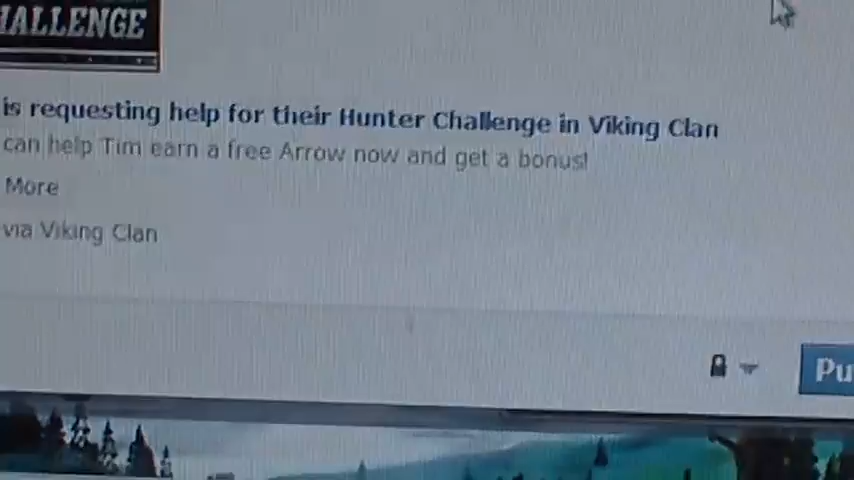 HALLENGE
is requesting help for their Hunter Challenge in Viking Clan
can help Tim earn a free Arrow now and get a bonus!
More
via Viking Clan
Pu